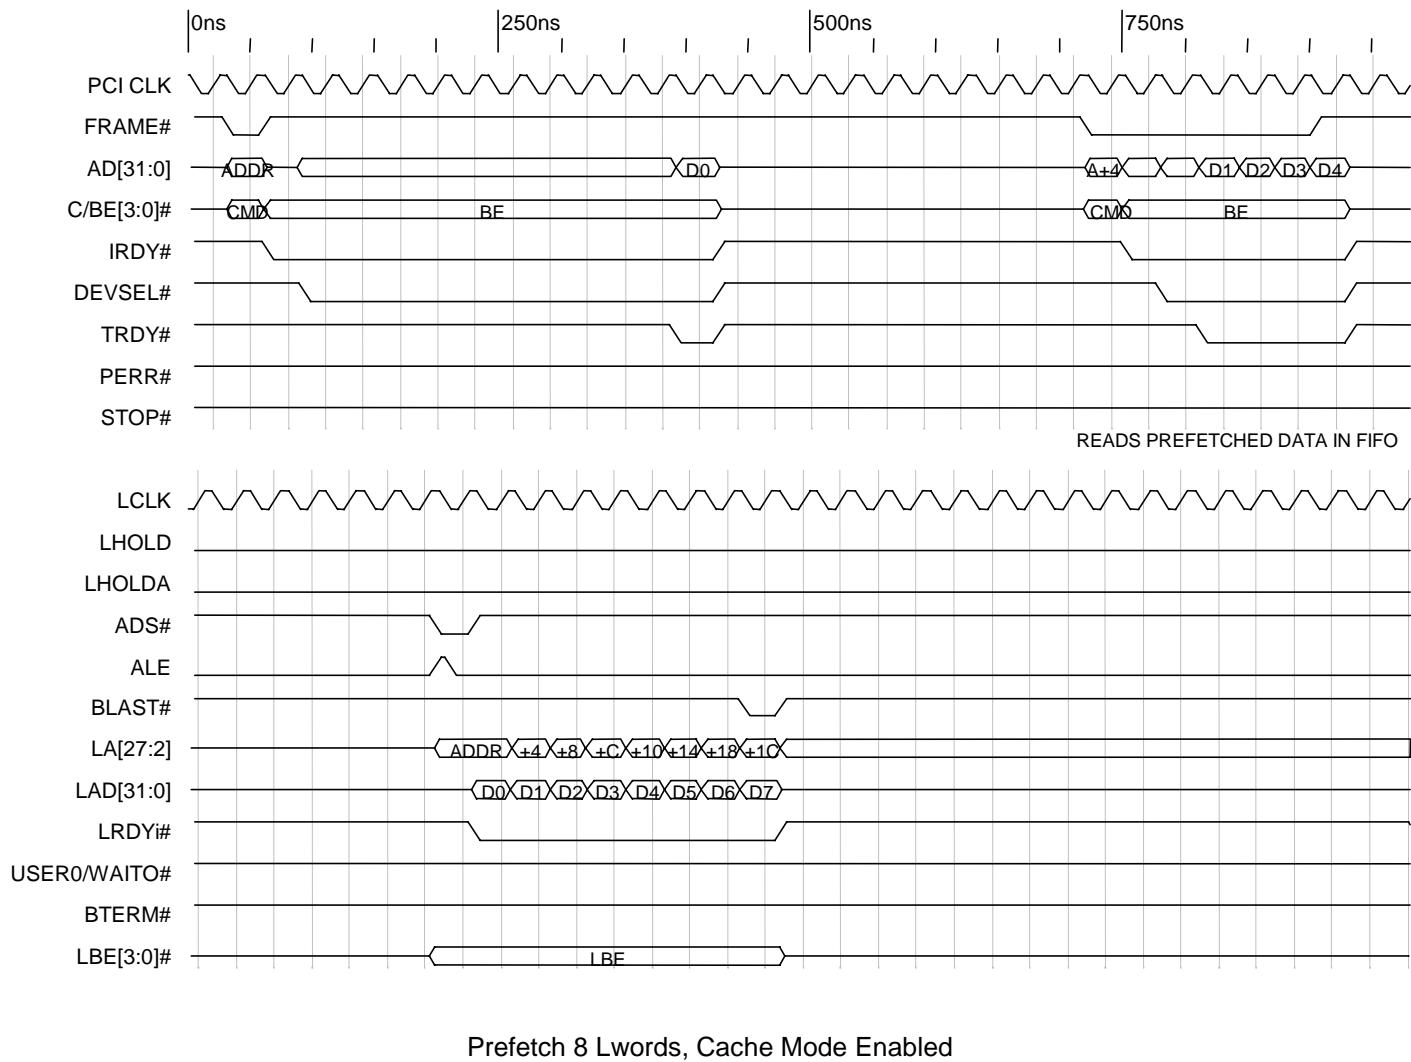 0ns 250ns 500ns 750ns
PCI CLK
FRAME#
AD[31:0] ADDR D0 A+4 D1 D2 D3 D4
C/BE[3:0]# CMD BE CMD BE
IRDY#
DEVSEL#
TRDY#
PERR#
STOP#
READS PREFETCHED DATA IN FIFO
LCLK
LHOLD
LHOLDA
ADS#
ALE
BLAST#
LA[27:2] ADDR +4 +8 +C +10 +14 +18 +1C
LAD[31:0] D0 D1 D2 D3 D4 D5 D6 D7
LRDYi#
USER0/WAITO#
BTERM#
LBE[3:0]# LBE
Prefetch 8 Lwords, Cache Mode Enabled